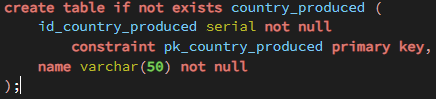 create table if not exists country_produced (
    id_country_produced serial not null
        constraint pk_country_produced primary key,
    name varchar(50) not null
);